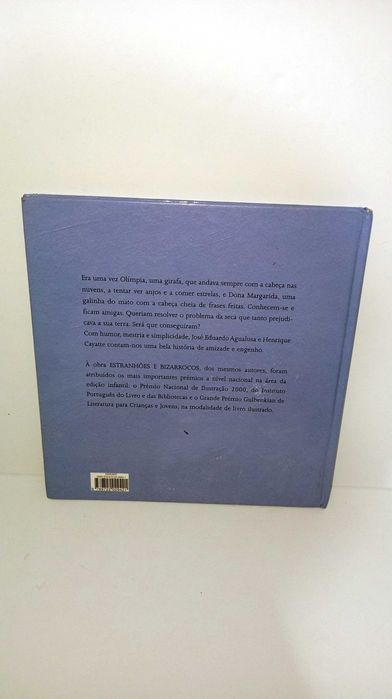 Era uma vez Olímpia, uma girafa, que andava sempre com a cabeça nas
nuvens, a tentar ver anjos e a comer estrelas, e Dona Margarida, uma
galinha do mato com a cabeça cheia de frases feitas. Conhecem-se e
ficam amigas. Queriam resolver o problema da seca que tanto prejudi-
cava a sua terra. Será que conseguiram?
Com humor, mestria e simplicidade, José Eduardo Agualusa e Henrique
Cayatte contam-nos uma bela história de amizade e engenho.
À obra ESTRANHÕES E BIZARROCOS, dos mesmos autores, foram
atribuídos os mais importantes prémios a nível nacional na área da
edição infantil: o Prémio Nacional de Ilustração 2000, do Instituto
Português do Livro e das Bibliotecas e o Grande Prémio Gulbenkian de
Literatura para Crianças e Jovens, na modalidade de livro ilustrado.